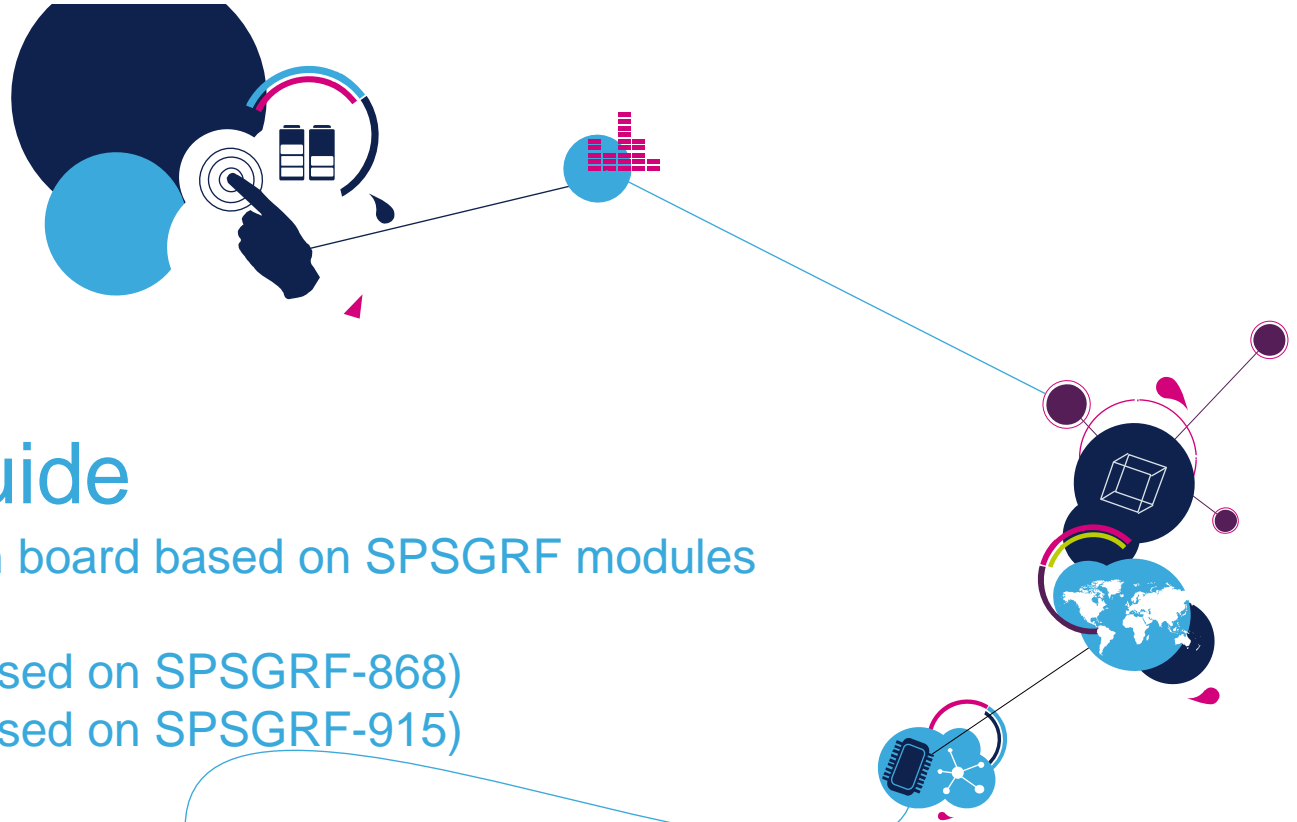 uide
board based on SPSGRF modules
sed on SPSGRF-868)
sed on SPSGRF-915)